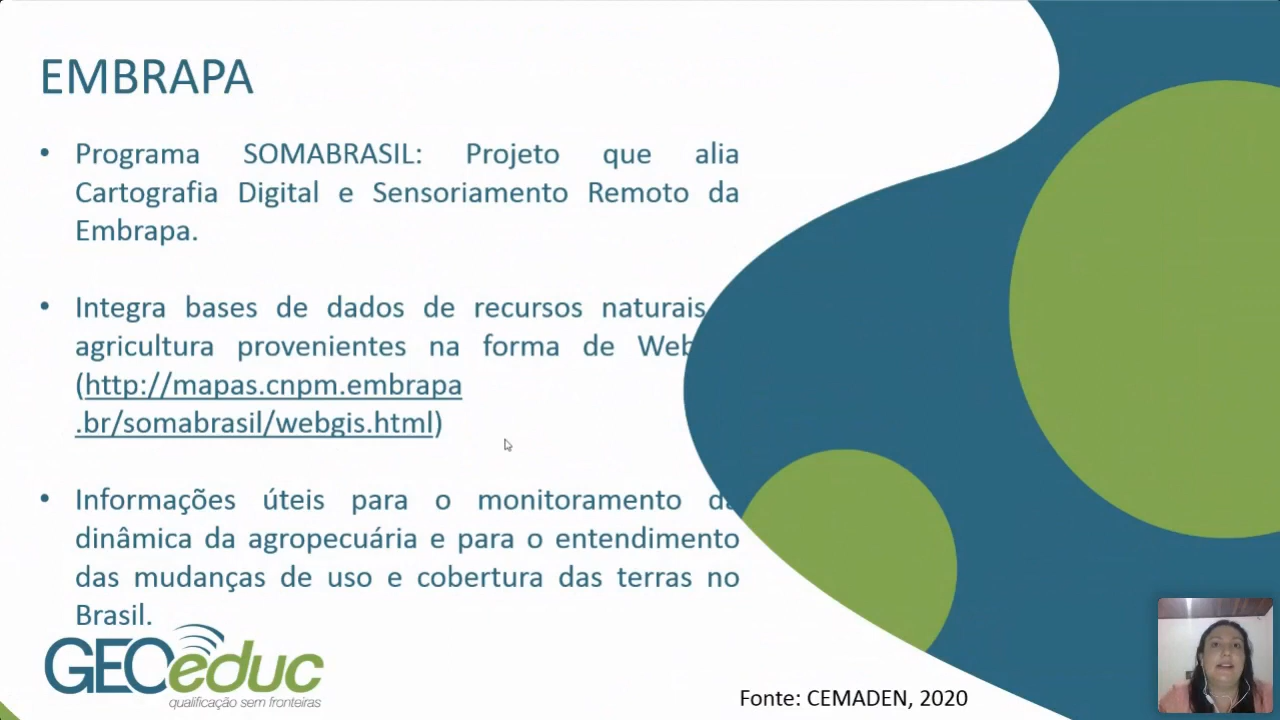 EMBRAPA
• Programa SOMABRASIL: Projeto que alia
Cartografia Digital e Sensoriamento Remoto da
Embrapa.
• Integra bases de dados de recursos naturais
agricultura provenientes na forma de Web
(http://mapas.cnpm.embrapa
.br/somabrasil/webgis.html)
• Informações úteis para o monitoramento da
dinâmica da agropecuária e para o entendimento
das mudanças de uso e cobertura das terras no
Brasil.
GEOeduc
qualificação sem fronteiras
Fonte: CEMADEN, 2020